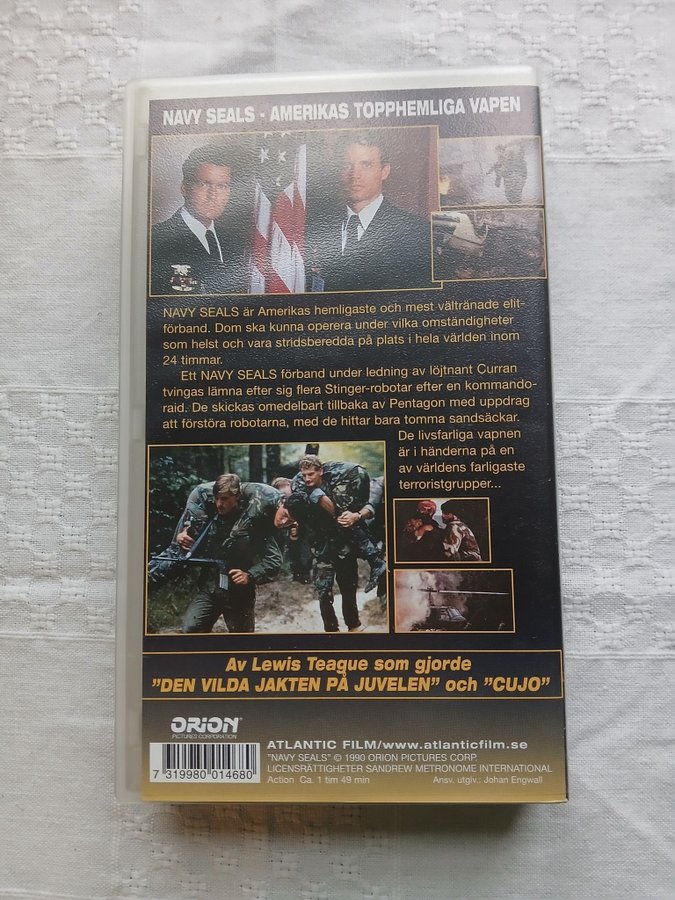 NAVY SEALS - AMERIKAS TOPPHEMLIGA VAPEN
NAVY SEALS är Amerikas hemligaste och mest vältränade elit-
förband. Dom ska kunna operera under vilka omständigheter
som helst och vara stridsberedda på plats i hela världen inom
24 timmar.
Ett NAVY SEALS förband under ledning av löjtnant Curran
tvingas lämna efter sig flera Stinger-robotar efter en kommando-
raid. De skickas omedelbart tillbaka av Pentagon med uppdrag
att förstöra robotarna, med de hittar bara tomma sandsäckar.
De livsfarliga vapnen
är i händerna på en
av världens farligaste
terroristgrupper...
Av Lewis Teague som gjorde
"DEN VILDA JAKTEN PÅ JUVELEN" och "CUJO"
ORION
PICTURES CORPORATION
7 319980 014680
ATLANTIC FILM/www.atlanticfilm.se
"NAVY SEALS" © 1990 ORION PICTURES CORP.
LICENSRÄTTIGHETER SANDREW METRONOME INTERNATIONAL
Action Ca. 1 tim 49 min Ansv. utgiv.: Johan Engwall